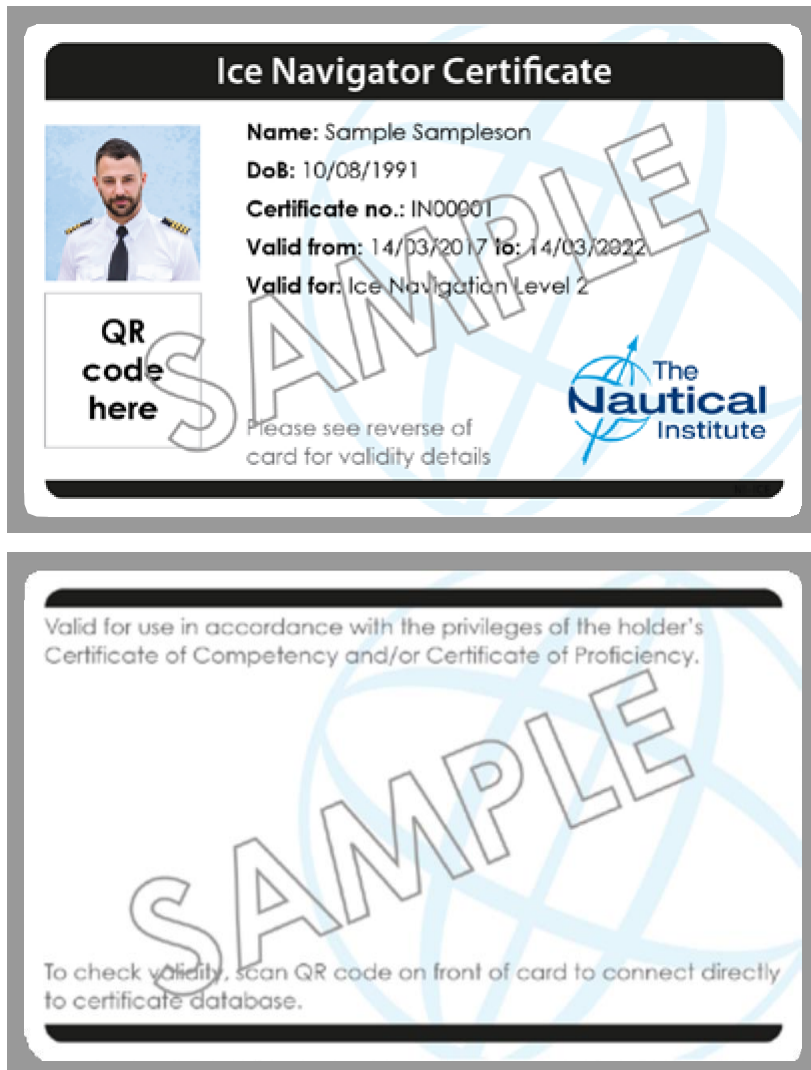 Ice Navigator Certificate
Name: Sample Sampleson
DoB: 10/08/1991
Certificate no.: IN00001
Valid from: 14/03/2017 to: 14/03/2022
Valid for: Ice Navigation Level 2
QR
code
here
SAMPLE
Please see reverse of
card for validity details
The
Nautical
Institute
Valid for use in accordance with the privileges of the holder's
Certificate of Competency and/or Certificate of Proficiency.
SAMPLE
To check validity, scan QR code on front of card to connect directly
to certificate database.